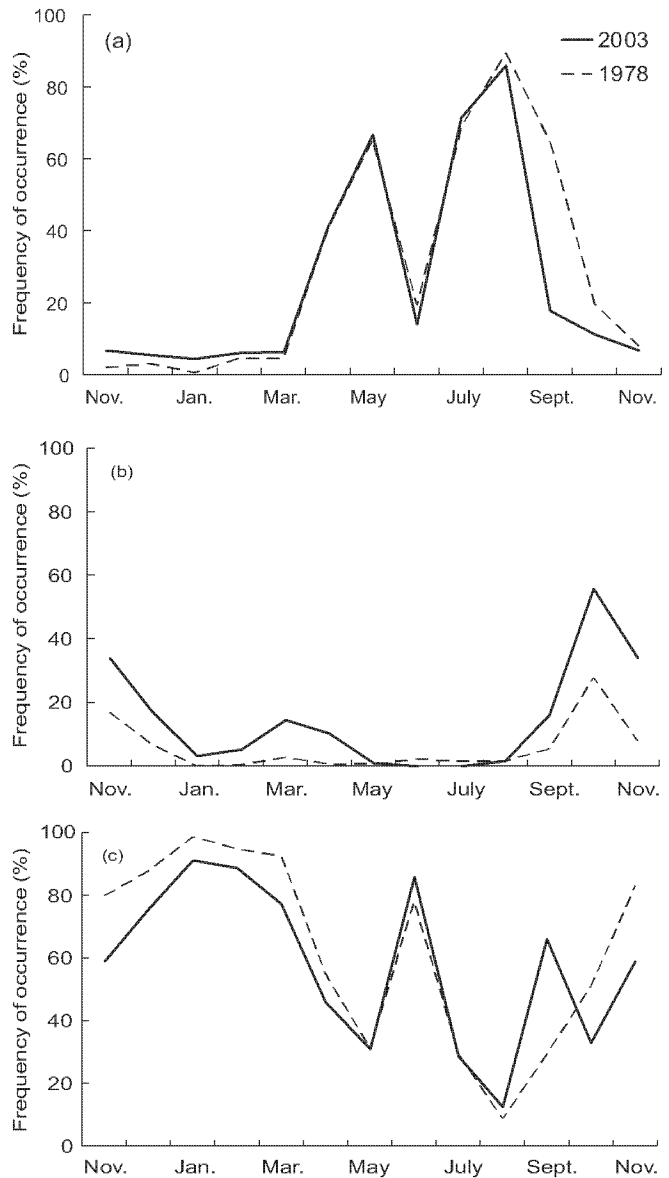 (a)
2003
1978
Frequency of occurrence (%)
100
80
60
40
20
0
Nov. Jan. Mar. May July Sept. Nov.
(b)
Frequency of occurrence (%)
100
80
60
40
20
0
Nov. Jan. Mar. May July Sept. Nov.
(c)
Frequency of occurrence (%)
100
80
60
40
20
0
Nov. Jan. Mar. May July Sept. Nov.